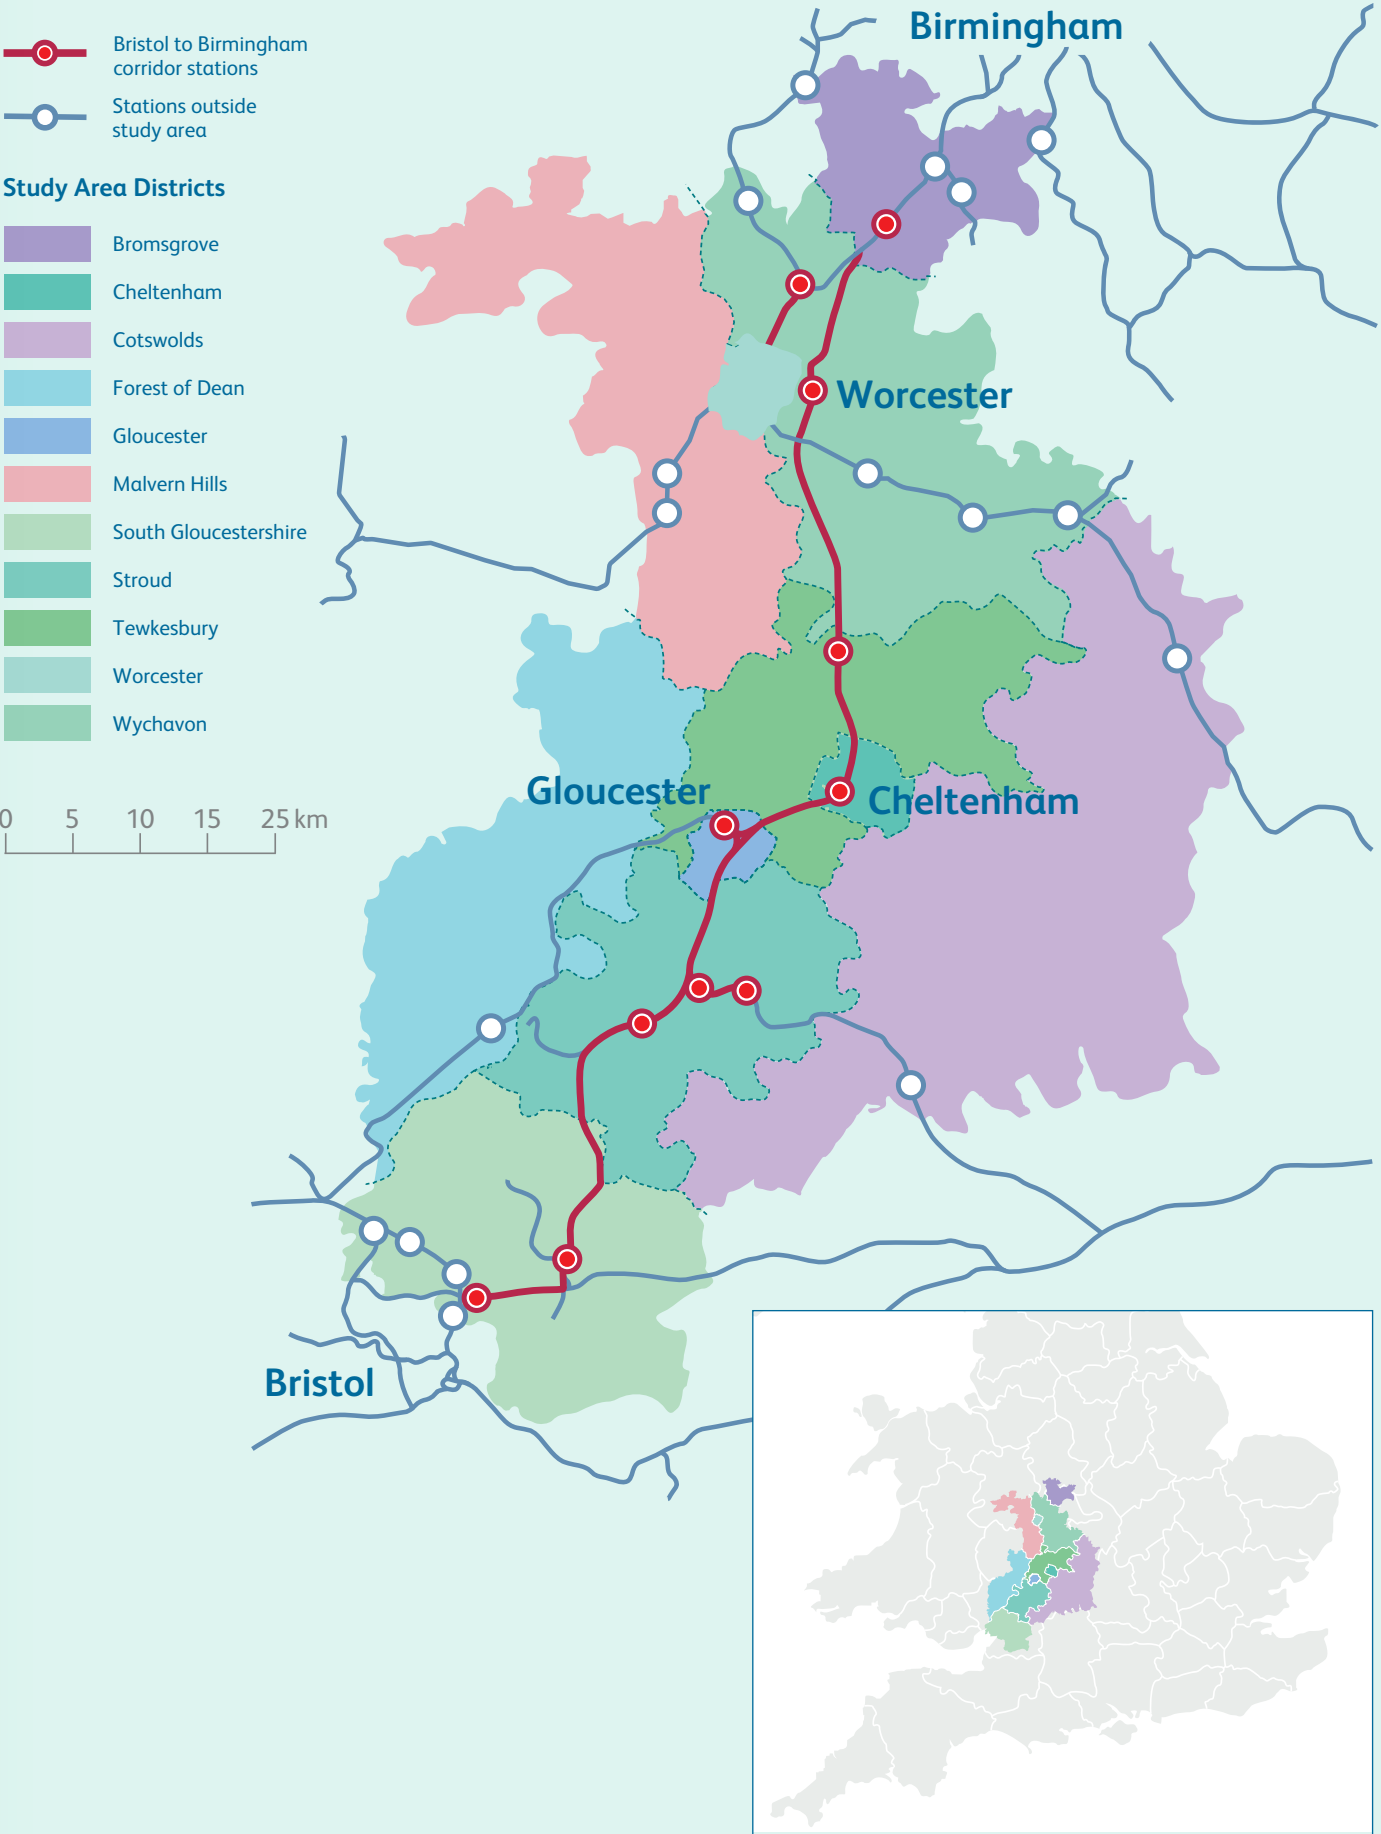 Bristol to Birmingham
corridor stations
Stations outside
study area
Study Area Districts
Bromsgrove
Cheltenham
Cotswolds
Forest of Dean
Gloucester
Malvern Hills
South Gloucestershire
Stroud
Tewkesbury
Worcester
Wychavon
0 5 10 15 25 km
Birmingham
Worcester
Gloucester
Cheltenham
Bristol